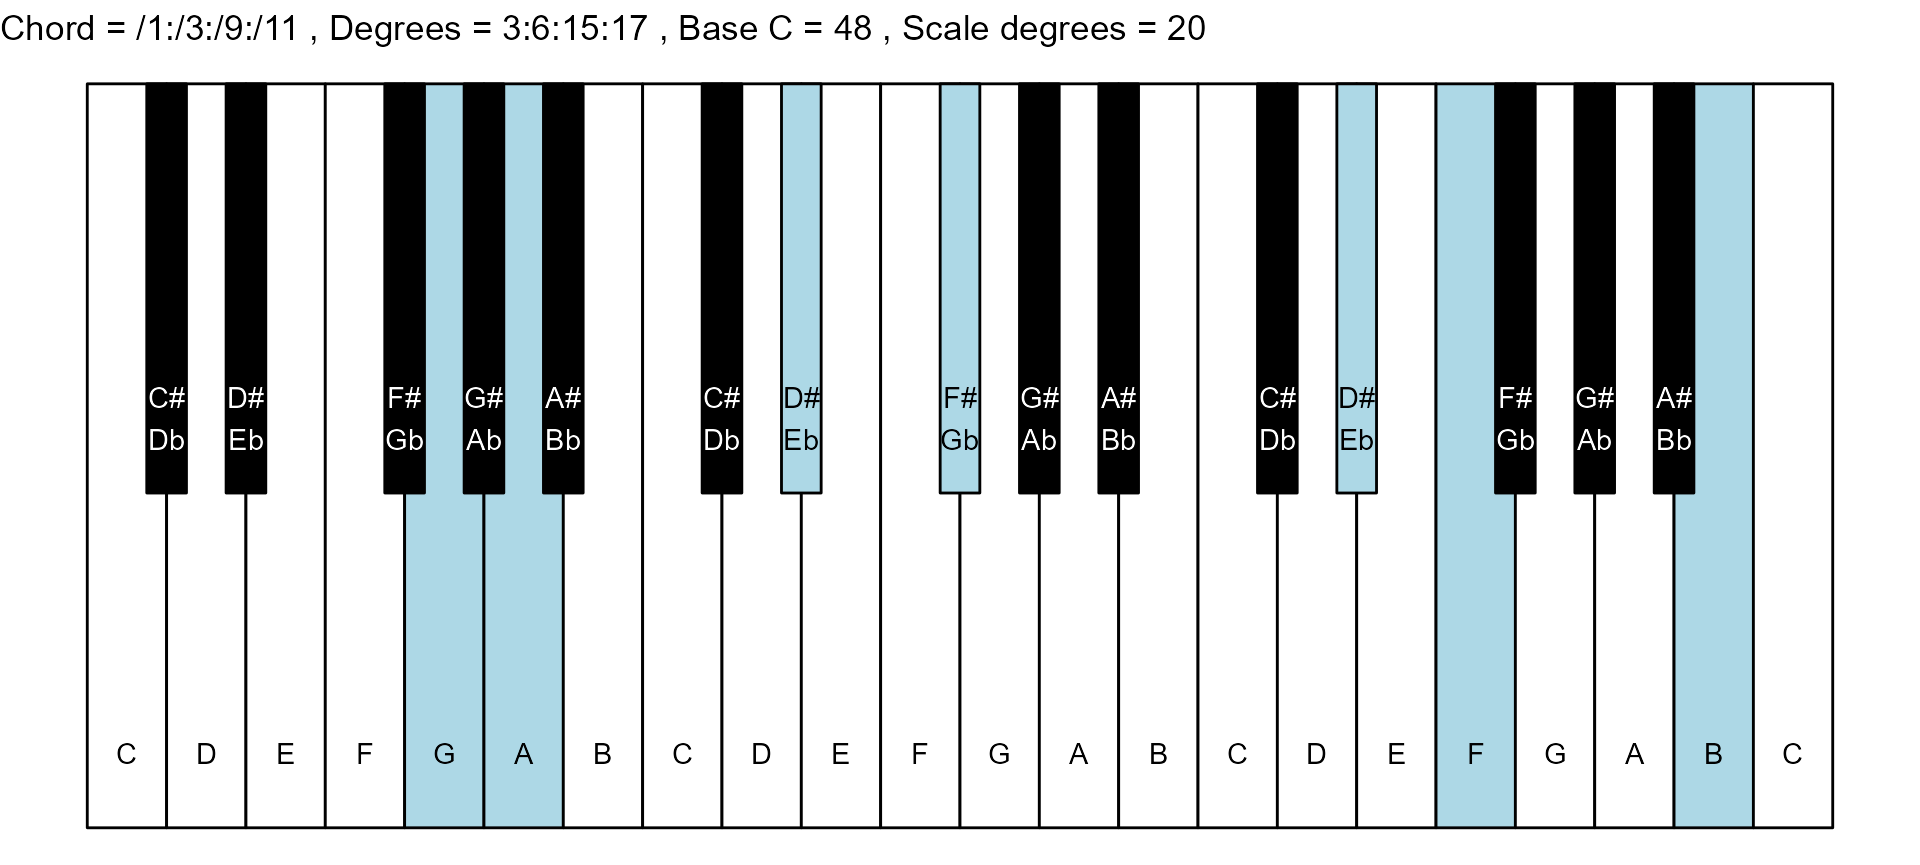 Chord = /1:/3:/9:/11 , Degrees = 3:6:15:17 , Base C = 48 , Scale degrees = 20
C# D# F# G# A# C# D# F# G# A# C# D# F# G# A#
Db Eb Gb Ab Bb Db Eb Gb Ab Bb Db Eb Gb Ab Bb
C D E F G A B C D E F G A B C D E F G A B C